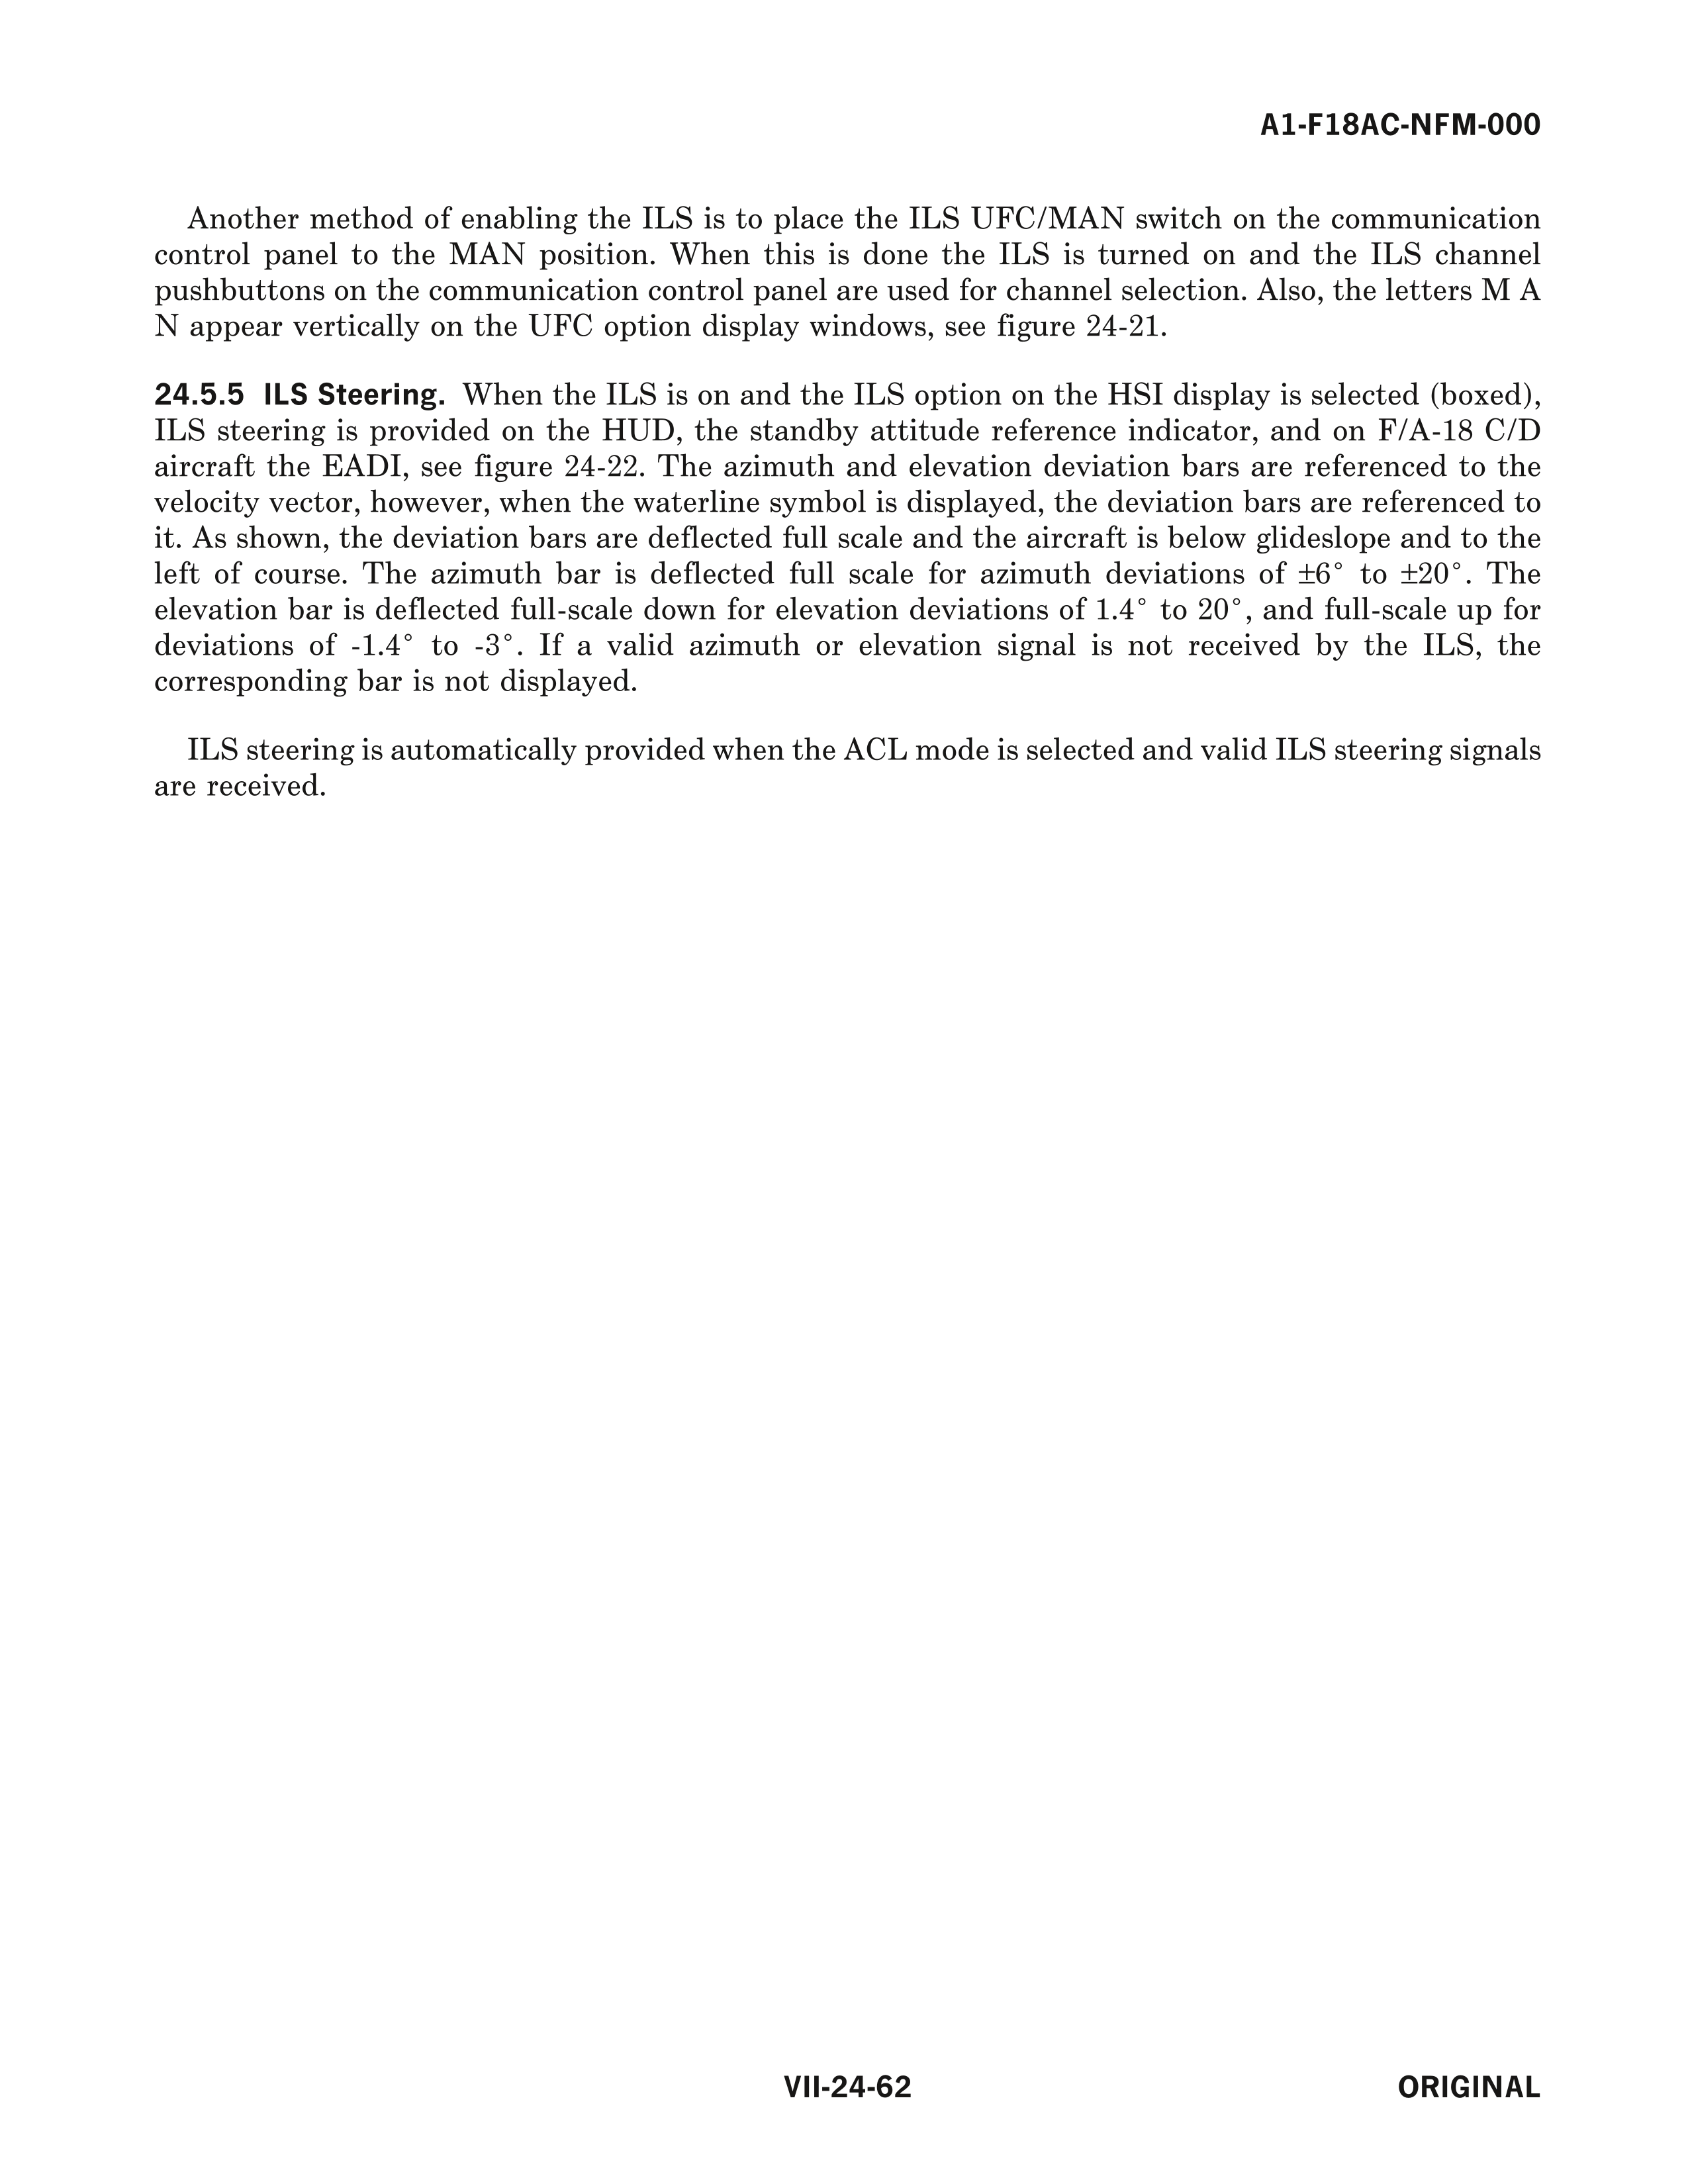 A1-F18AC-NFM-000
Another method of enabling the ILS is to place the ILS UFC/MAN switch on the communication
control panel to the MAN position. When this is done the ILS is turned on and the ILS channel
pushbuttons on the communication control panel are used for channel selection. Also, the letters M A
N appear vertically on the UFC option display windows, see figure 24-21.
24.5.5 ILS Steering. When the ILS is on and the ILS option on the HSI display is selected (boxed),
ILS steering is provided on the HUD, the standby attitude reference indicator, and on F/A-18 C/D
aircraft the EADI, see figure 24-22. The azimuth and elevation deviation bars are referenced to the
velocity vector, however, when the waterline symbol is displayed, the deviation bars are referenced to
it. As shown, the deviation bars are deflected full scale and the aircraft is below glideslope and to the
left of course. The azimuth bar is deflected full scale for azimuth deviations of ±6° to ±20°. The
elevation bar is deflected full-scale down for elevation deviations of 1.4° to 20°, and full-scale up for
deviations of -1.4° to -3°. If a valid azimuth or elevation signal is not received by the ILS, the
corresponding bar is not displayed.
ILS steering is automatically provided when the ACL mode is selected and valid ILS steering signals
are received.
VII-24-62
ORIGINAL